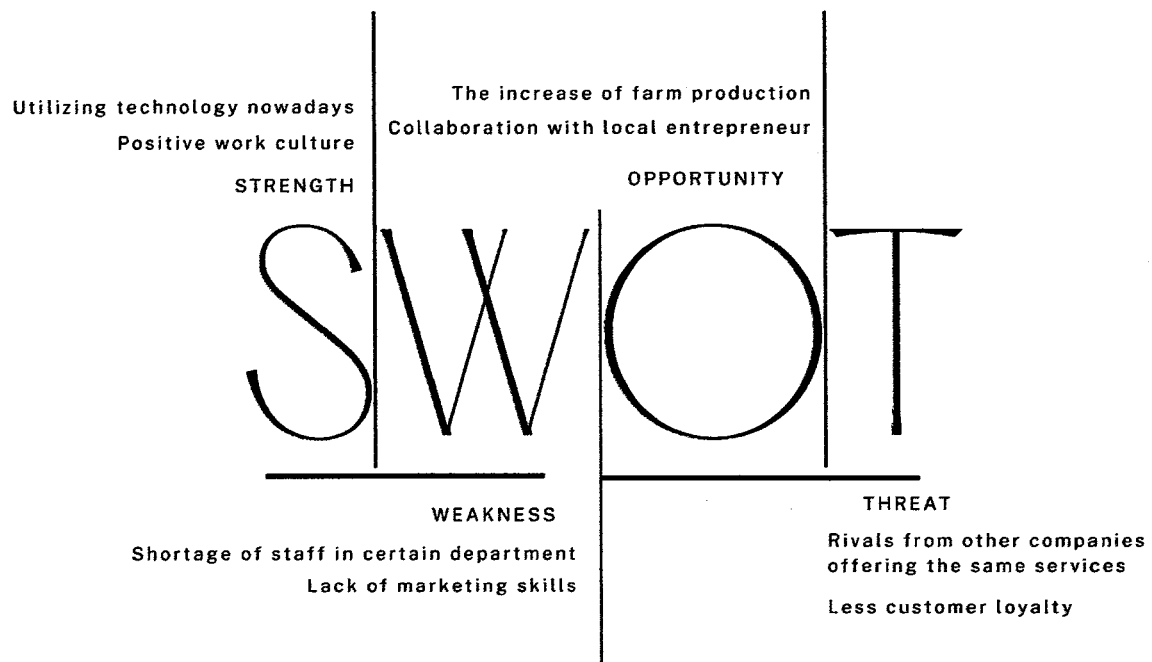 Utilizing technology nowadays
Positive work culture
STRENGTH
The increase of farm production
Collaboration with local entrepreneur
OPPORTUNITY
SWOT
WEAKNESS
Shortage of staff in certain department
Lack of marketing skills
THREAT
Rivals from other companies
offering the same services
Less customer loyalty